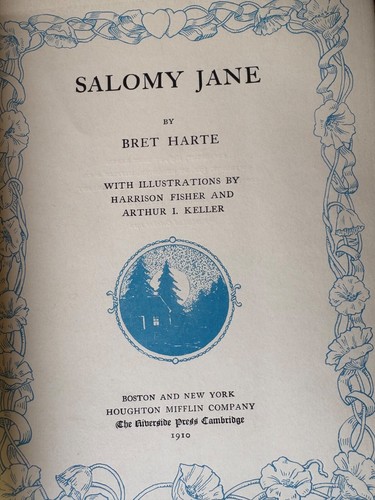 SALOMY JANE
BY
BRET HARTE
WITH ILLUSTRATIONS BY
HARRISON FISHER AND
ARTHUR I. KELLER
BOSTON AND NEW YORK
HOUGHTON MIFFLIN COMPANY
The Riverside Press Cambridge
1910